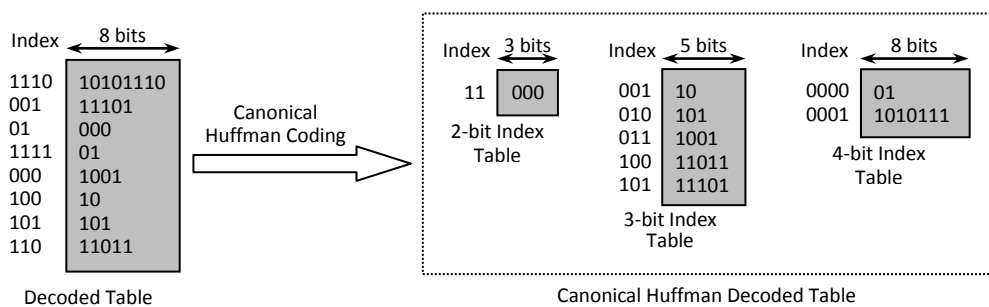 Index
8 bits
1110 10101110
001 11101
01 000
1111 01
000 1001
100 10
101 101
110 11011
Decoded Table
Canonical
Huffman Coding
Index
3 bits
11 000
2-bit Index
Table
Index
5 bits
001 10
010 101
011 1001
100 11011
101 11101
3-bit Index
Table
Index
8 bits
0000 01
0001 1010111
4-bit Index
Table
Canonical Huffman Decoded Table